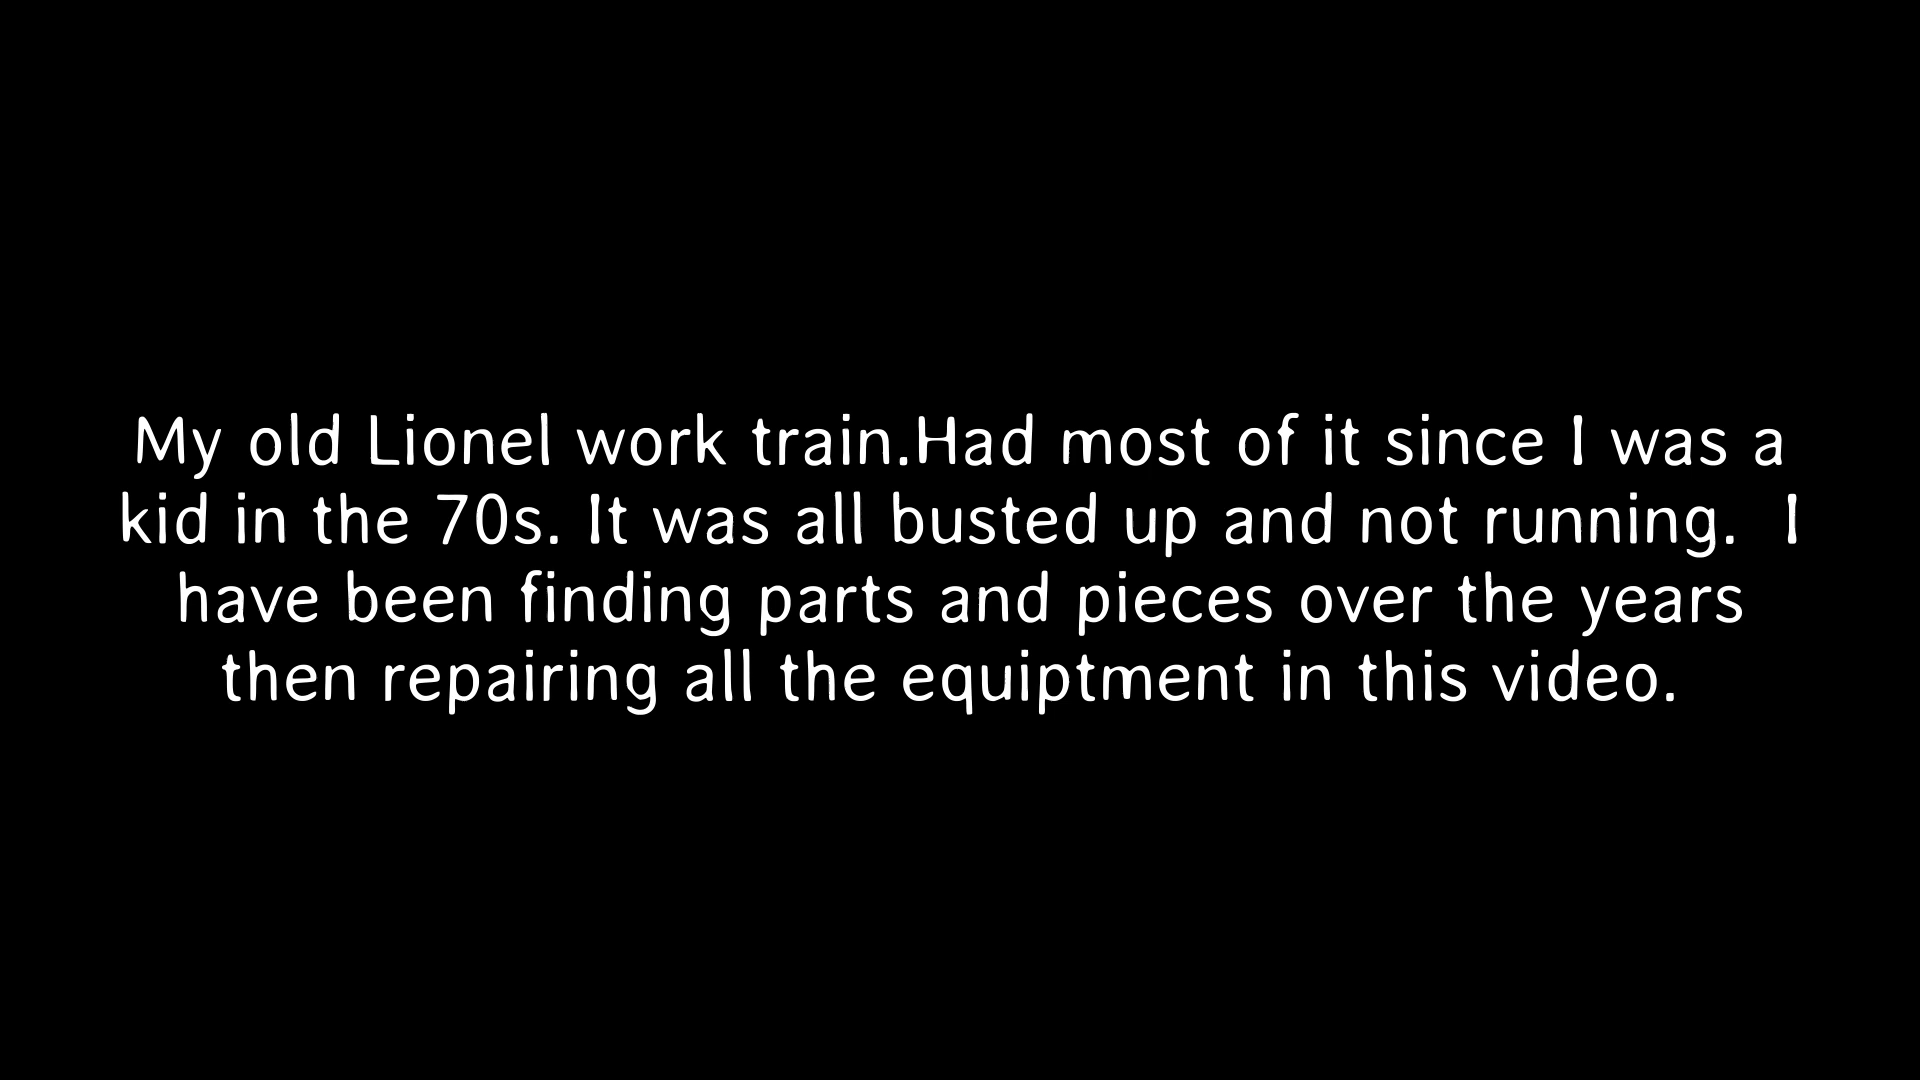 My old Lionel work train.Had most of it since I was a
kid in the 70s. It was all busted up and not running.  I
have been finding parts and pieces over the years
then repairing all the equiptment in this video.